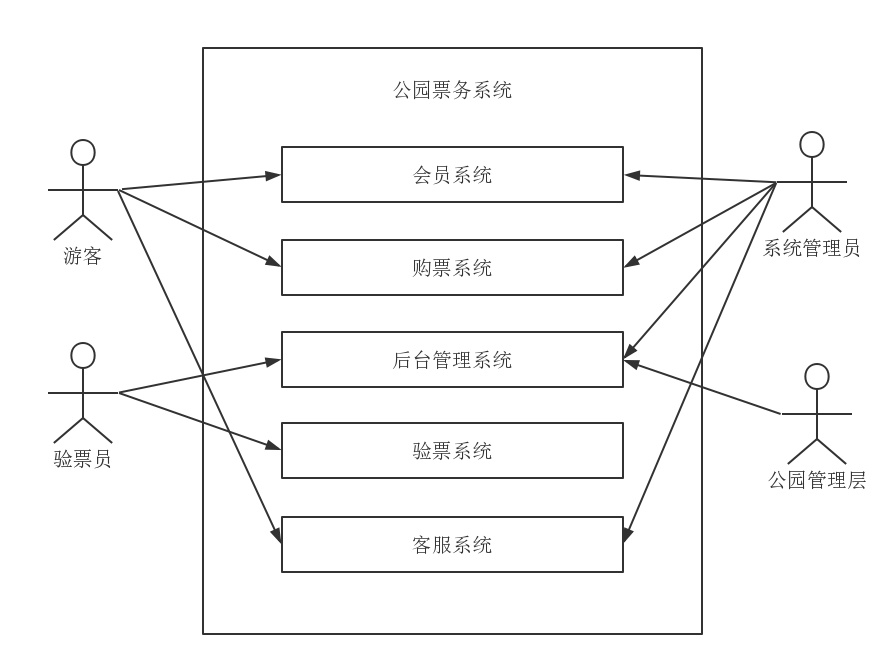 公园票务系统
会员系统
游客
系统管理员
购票系统
后台管理系统
验票员
验票系统
公园管理层
客服系统